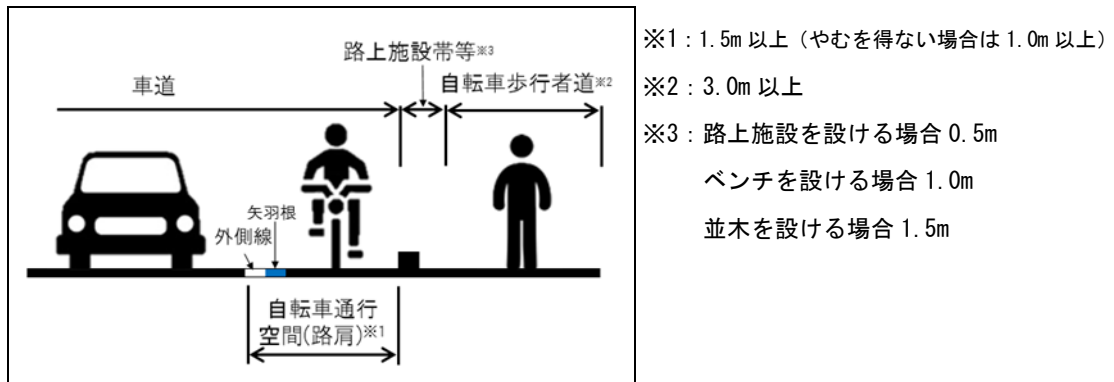 路上施設帯等※3
車道
自転車歩行者道※2
矢羽根
外側線
自転車通行
空間(路肩)※1
※1：1.5m 以上（やむを得ない場合は 1.0m 以上）
※2：3.0m 以上
※3：路上施設を設ける場合 0.5m
ベンチを設ける場合 1.0m
並木を設ける場合 1.5m